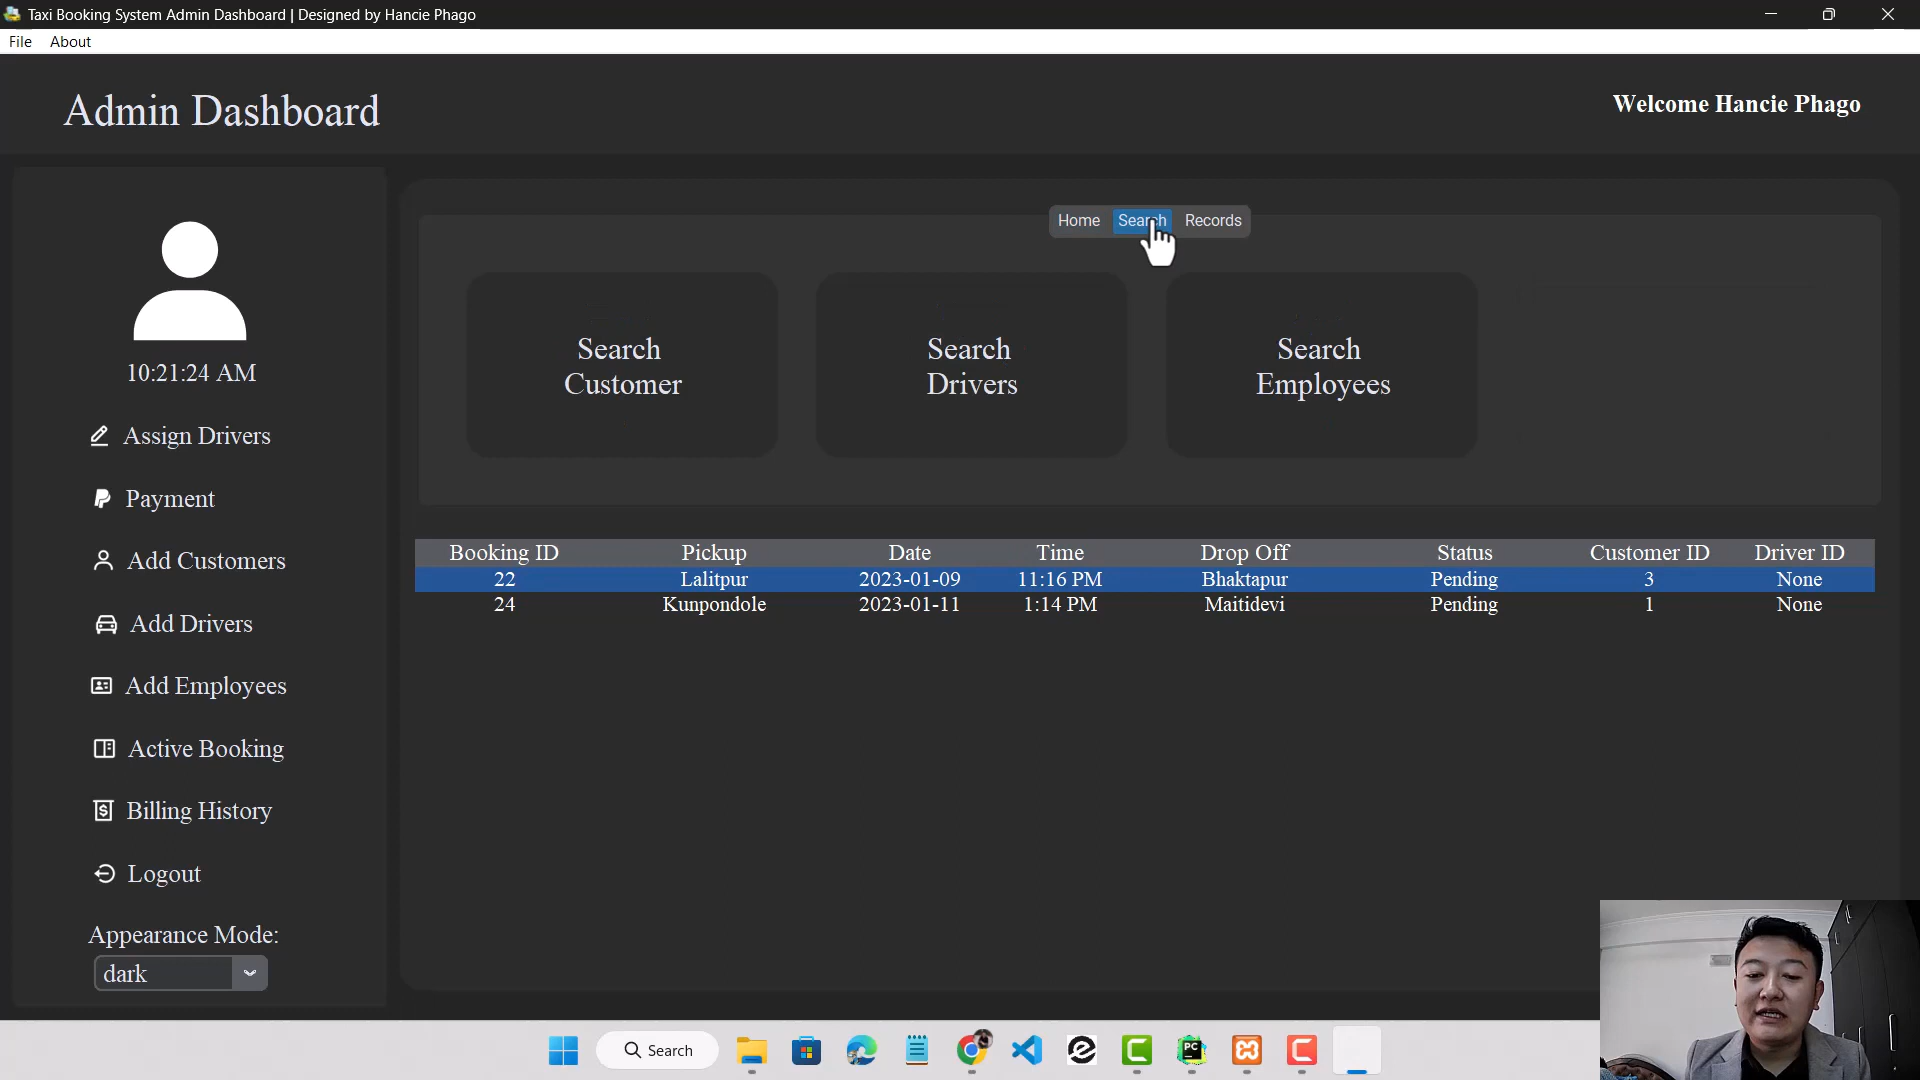 Taxi Booking System Admin Dashboard | Designed by Hancie Phago
File About
Admin Dashboard
Welcome Hancie Phago
Home Search Records
10:21:24 AM
Assign Drivers
Payment
Add Customers
Add Drivers
Add Employees
Active Booking
Billing History
Logout
Appearance Mode:
dark
Search
Customer
Search
Drivers
Search
Employees
Booking ID Pickup Date Time Drop Off Status Customer ID Driver ID
22 Lalitpur 2023-01-09 11:16 PM Bhaktapur Pending 3 None
24 Kunpondole 2023-01-11 1:14 PM Maitidevi Pending 1 None
Search
PC